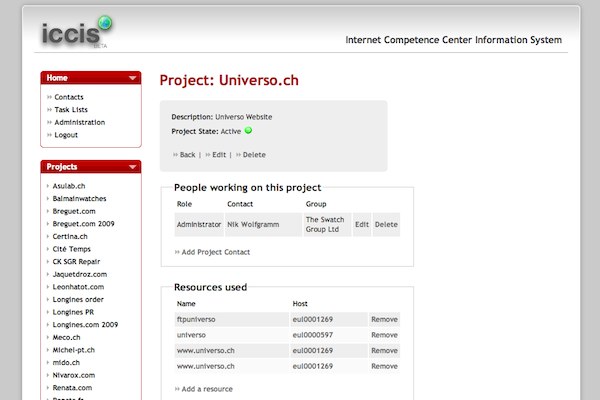 iccis
BETA
Internet Competence Center Information System
Home
Contacts
Task Lists
Administration
Logout
Projects
Asulab.ch
Balmainwatches
Breguet.com
Breguet.com 2009
Certina.ch
Cité Temps
CK SGR Repair
Jaquetdroz.com
Leonhatot.com
Longines order
Longines PR
Longines.com 2009
Meco.ch
Michel-pt.ch
mido.ch
Nivarox.com
Renata.com
Project: Universo.ch
Description: Universo Website
Project State: Active
Back | Edit | Delete
People working on this project
Role Contact Group
Administrator Nik Wolfgramm The Swatch Group Ltd Edit Delete
Add Project Contact
Resources used
Name Host
ftpuniverso eul0001269 Remove
universo eul0000597 Remove
www.universo.ch eul0001269 Remove
www.universo.ch eul0001269 Remove
Add a resource